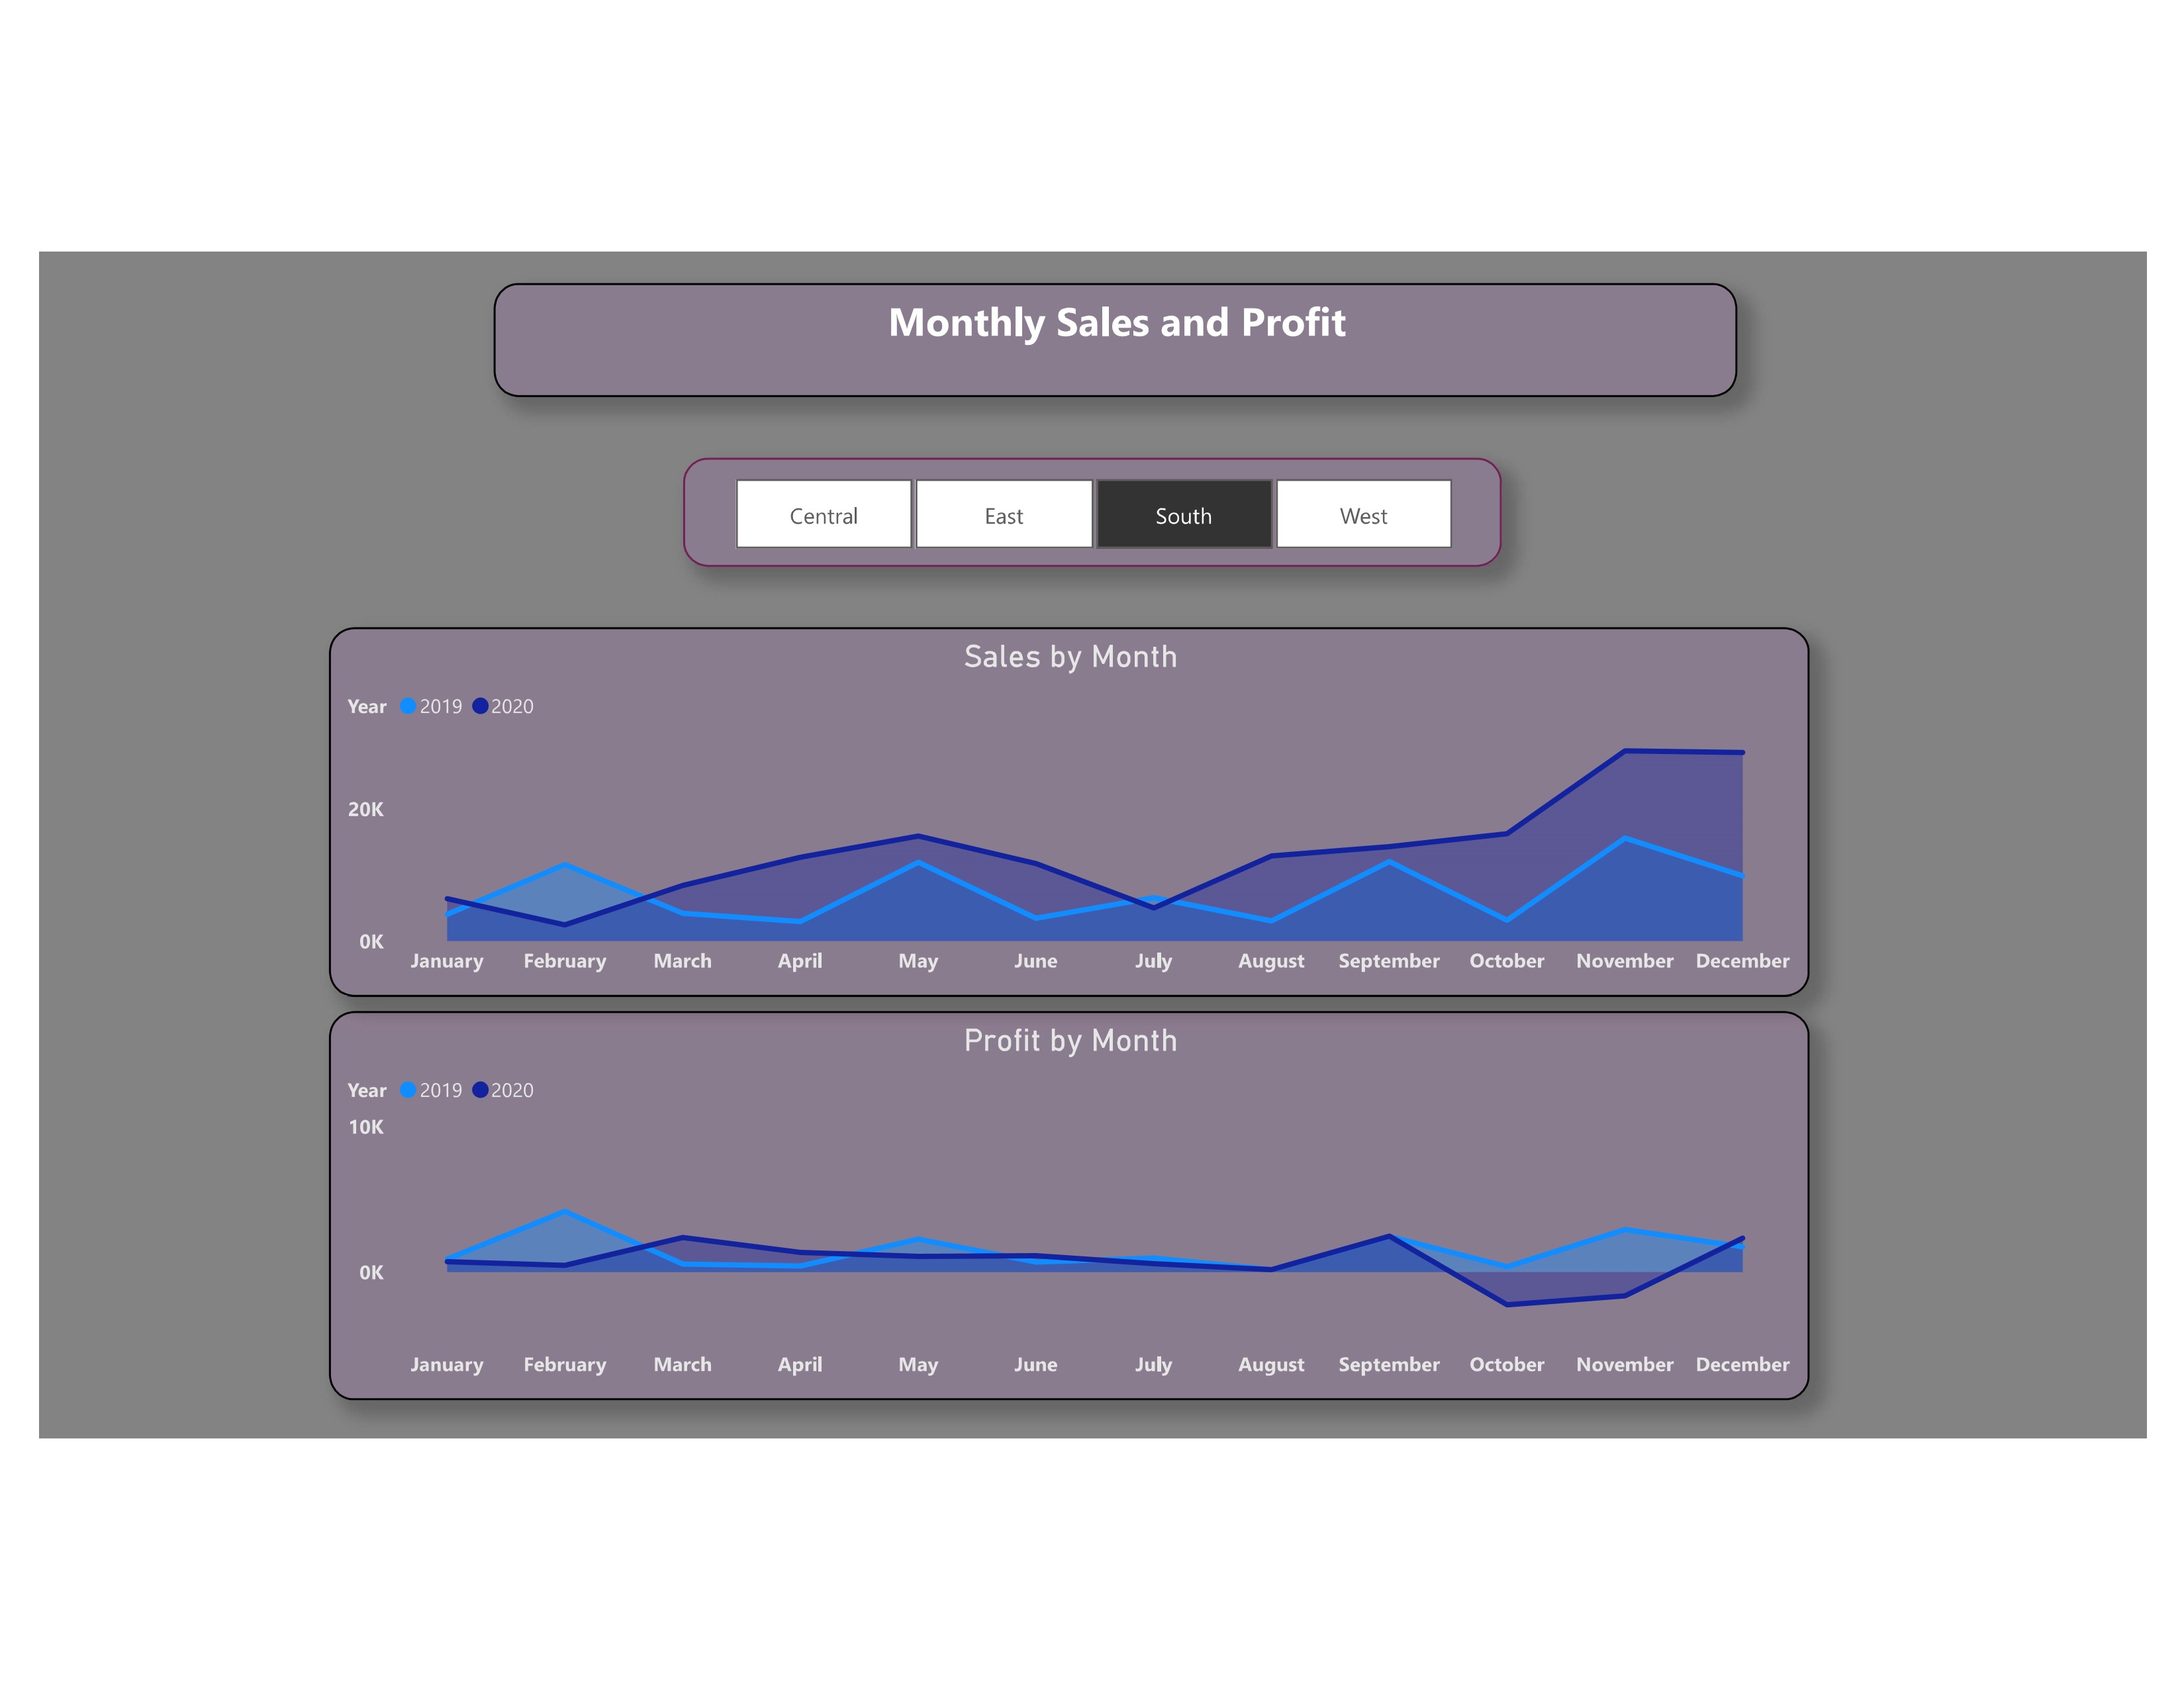 Monthly Sales and Profit
Central East South West
Sales by Month
Year 2019 2020
20K
0K
January February March April May June July August September October November December
Profit by Month
Year 2019 2020
10K
0K
January February March April May June July August September October November December